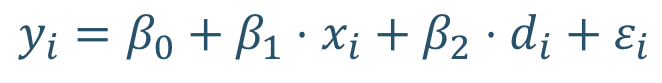 yᵢ = β₀ + β₁ · xᵢ + β₂ · dᵢ + εᵢ